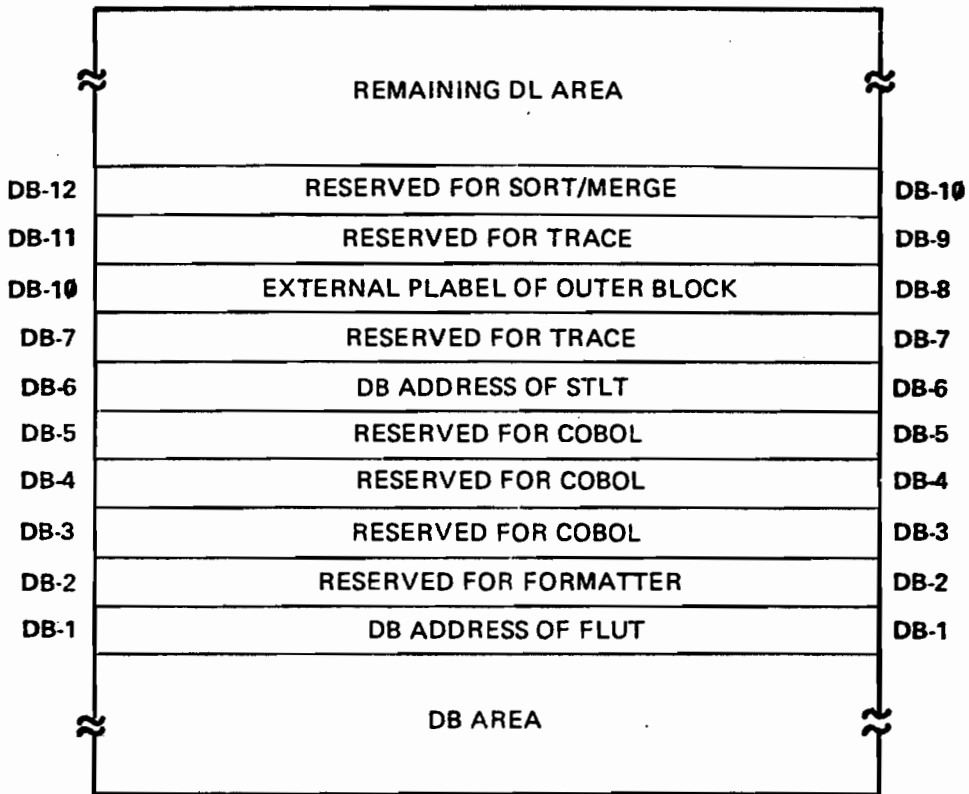 REMAINING DL AREA
DB-12 RESERVED FOR SORT/MERGE DB-10
DB-11 RESERVED FOR TRACE DB-9
DB-10 EXTERNAL PLABEL OF OUTER BLOCK DB-8
DB-7 RESERVED FOR TRACE DB-7
DB-6 DB ADDRESS OF STLT DB-6
DB-5 RESERVED FOR COBOL DB-5
DB-4 RESERVED FOR COBOL DB-4
DB-3 RESERVED FOR COBOL DB-3
DB-2 RESERVED FOR FORMATTER DB-2
DB-1 DB ADDRESS OF FLUT DB-1
DB AREA